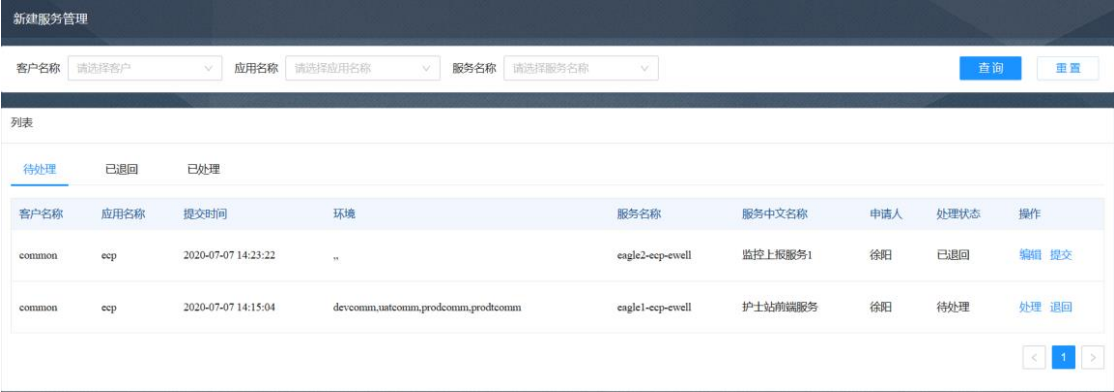 新建服务管理
客户名称 请选择客户 应用名称 请选择应用名称 服务名称 请选择服务名称 查询 重置
列表
待处理 已退回 已处理
客户名称 应用名称 提交时间 环境 服务名称 服务中文名称 申请人 处理状态 操作
common ecp 2020-07-07 14:23:22 ,, eagle2-ecp-ewell 监控上报服务1 徐阳 已退回 编辑 提交
common ecp 2020-07-07 14:15:04 devcomm,uatcomm,prodcomm,prodtcomm eagle1-ecp-ewell 护士站前端服务 徐阳 待处理 处理 退回
< 1 >